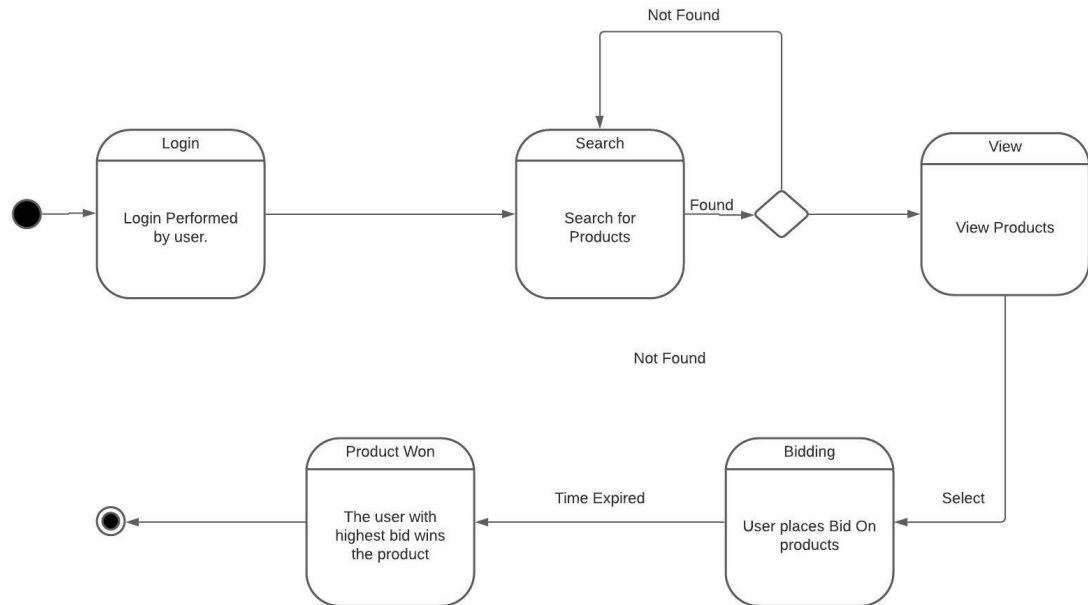 Not Found
Login
Search
View
Login Performed
by user.
Search for
Products
Found
View Products
Not Found
Product Won
Bidding
Time Expired
Select
The user with
highest bid wins
the product
User places Bid On
products